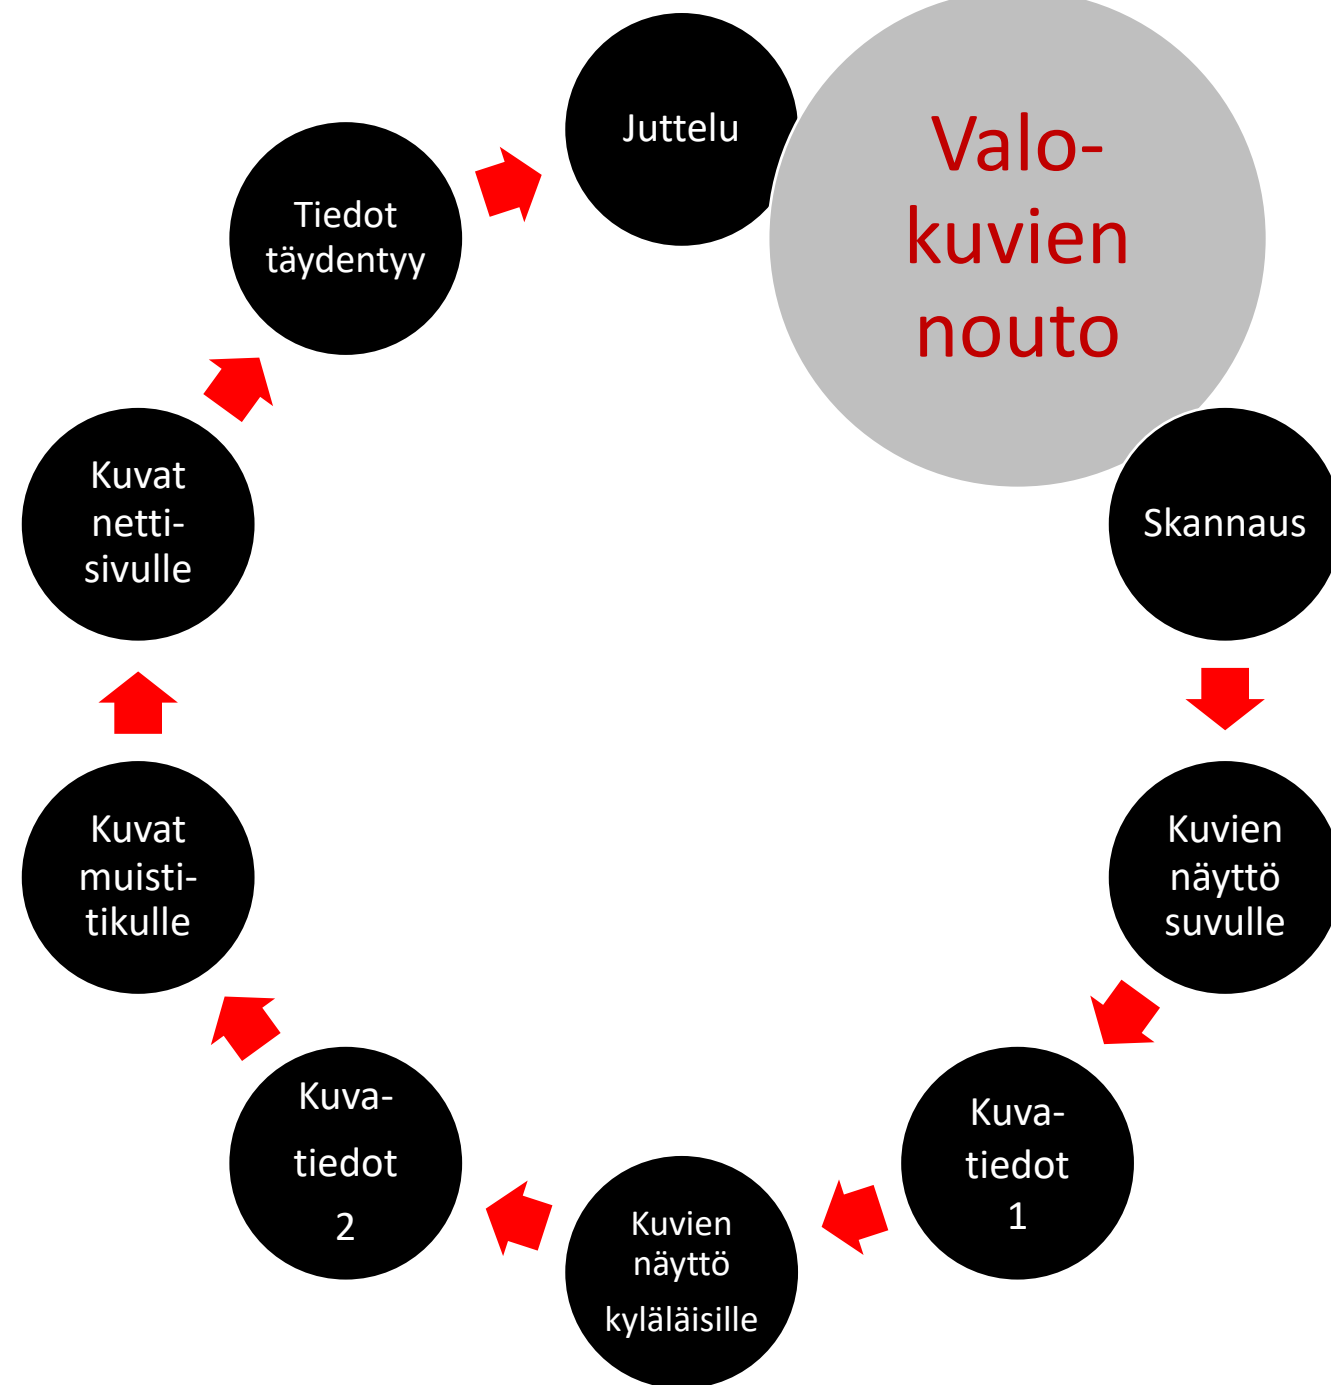 Juttelu
Valo-
kuvien
nouto
Skannaus
Kuvien
näyttö
suvulle
Kuva-
tiedot
1
Kuvien
näyttö
kyläläisille
Kuva-
tiedot
2
Kuvat
muisti-
tikulle
Kuvat
netti-
sivulle
Tiedot
täydentyy